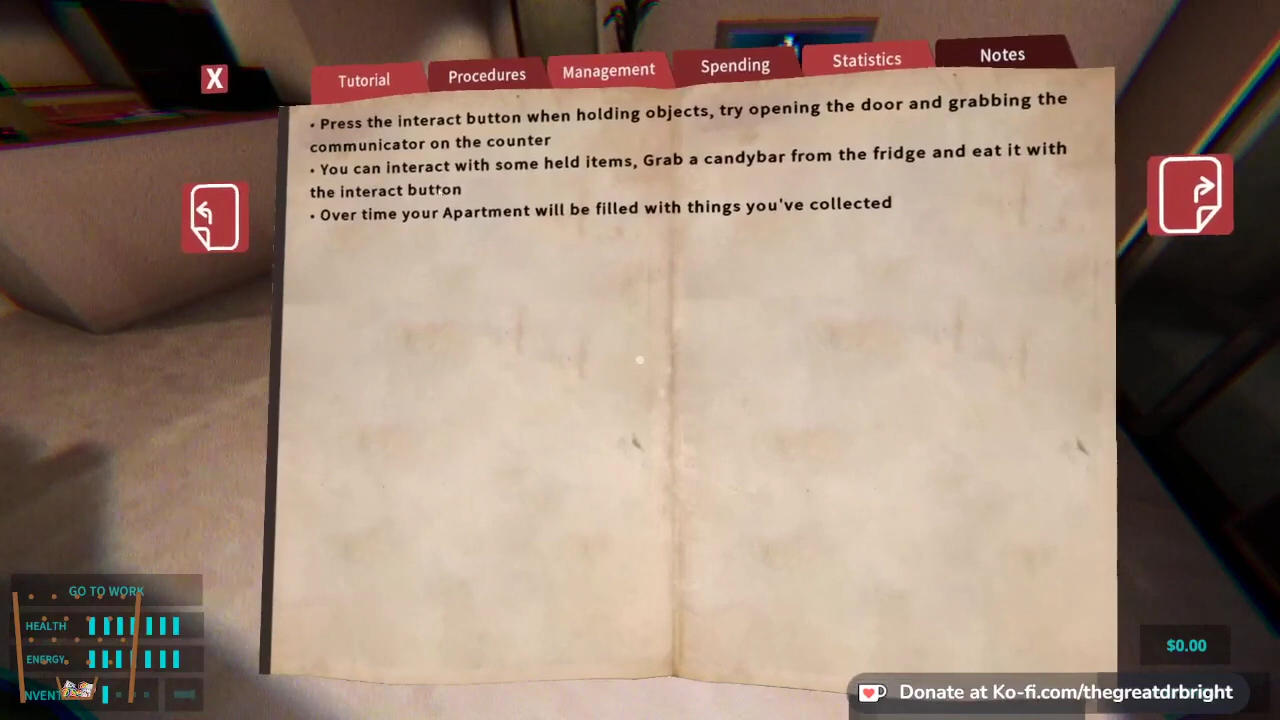 X
Tutorial
Procedures
Management
Spending
Statistics
Notes
• Press the interact button when holding objects, try opening the door and grabbing the
communicator on the counter
• You can interact with some held items, Grab a candybar from the fridge and eat it with
the interact button
• Over time your Apartment will be filled with things you've collected
GO TO WORK
HEALTH
ENERGY
$0.00
Donate at Ko-fi.com/thegreatdrbright